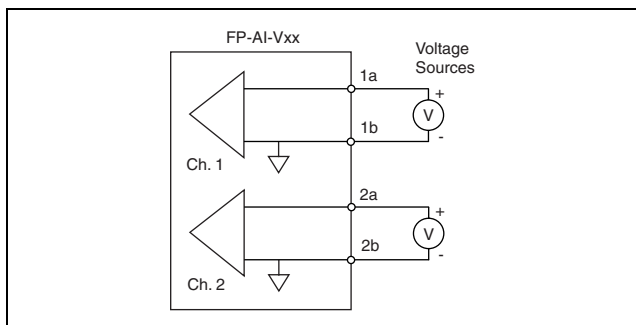 FP-AI-Vxx
Voltage
Sources
1a
+
V
1b
-
Ch. 1
2a
+
V
2b
-
Ch. 2